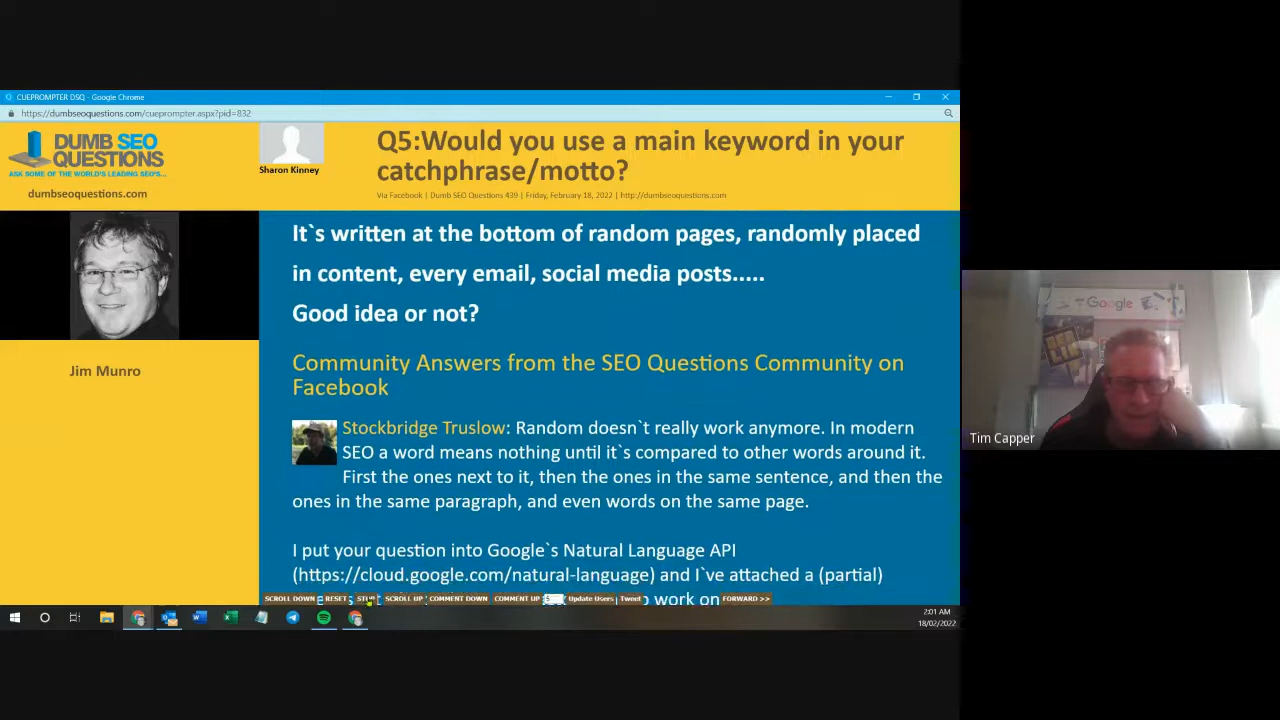 CUEPROMPTER DSQ - Google Chrome
https://dumbseoquestions.com/cueprompter.aspx?pid=832
DUMB SEO
QUESTIONS
ASK SOME OF THE WORLD'S LEADING SEO'S...
dumbseoquestions.com
Sharon Kinney
Q5:Would you use a main keyword in your
catchphrase/motto?
Via Facebook | Dumb SEO Questions 439 | Friday, February 18, 2022 | http://dumbseoquestions.com
Jim Munro
It`s written at the bottom of random pages, randomly placed
in content, every email, social media posts.....
Good idea or not?
Community Answers from the SEO Questions Community on
Facebook
Stockbridge Truslow: Random doesn`t really work anymore. In modern
SEO a word means nothing until it`s compared to other words around it.
First the ones next to it, then the ones in the same sentence, and then the
ones in the same paragraph, and even words on the same page.
I put your question into Google`s Natural Language API
(https://cloud.google.com/natural-language) and I`ve attached a (partial)
work on
SCROLL DOWN RESET STOP SCROLL UP COMMENT DOWN COMMENT UP Update Users Tweet FORWARD >>
2:01 AM
18/02/2022
Google
Tim Capper